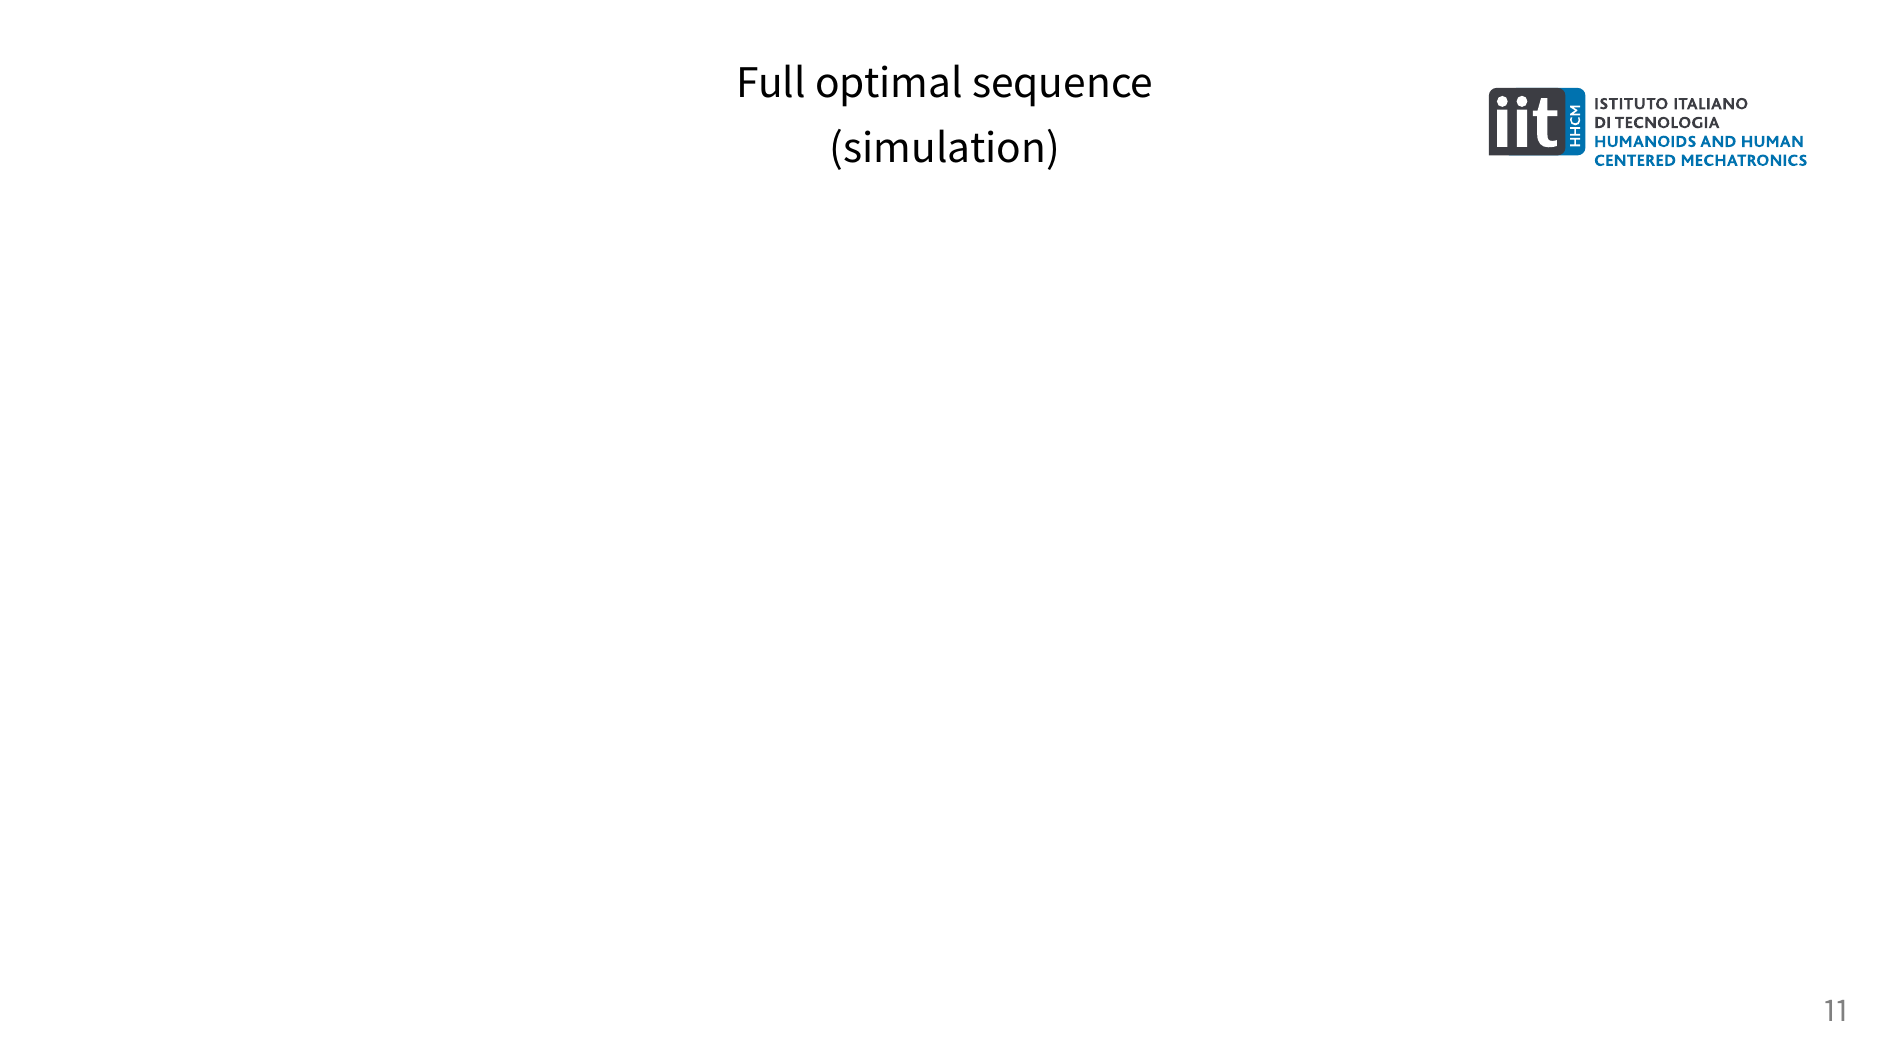 Full optimal sequence
(simulation)
iit
HHCM
ISTITUTO ITALIANO
DI TECNOLOGIA
HUMANOIDS AND HUMAN
CENTERED MECHATRONICS
11